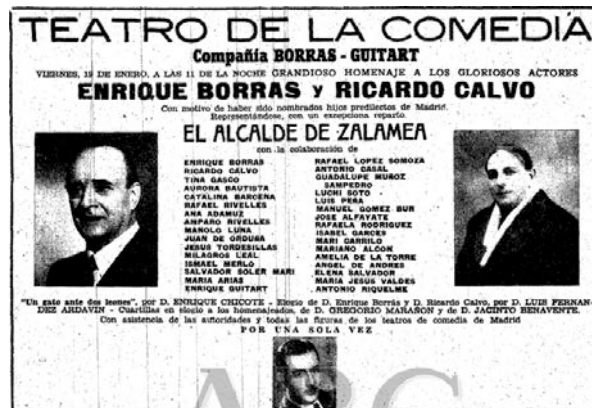 TEATRO DE LA COMEDIA
Compañía BORRAS - GUITART
VIERNES, 19 DE ENERO, A LAS 11 DE LA NOCHE GRANDIOSO HOMENAJE A LOS GLORIOSOS ACTORES
ENRIQUE BORRAS Y RICARDO CALVO
Con motivo de haber sido nombrados hijos predilectos de Madrid.
Representándose, con un excepciona reparto.
EL ALCALDE DE ZALAMEA
con la colaboración de
ENRIQUE BORRAS
RICARDO CALVO
TINA GASCO
AURORA BAUTISTA
CATALINA BARCENA
RAFAEL RIVELLES
ANA ADAMUZ
AMPARO RIVELLES
MANOLO LUNA
JUAN DE ORDUÑA
JESUS TORDESILLAS
MILAGROS LEAL
ISMAEL MERLO
SALVADOR SOLER MARI
MARIA ARIAS
ENRIQUE GUITART
RAFAEL LOPEZ SOMOZA
ANTONIO CASAL
GUADALUPE MUÑOZ
SAMPEDRO
LUCHI SOTO
LUIS PEÑA
MANUEL GOMEZ BUR
JOSE ALFAYATE
RAFAELA RODRIGUEZ
ISABEL GARCES
MARI CARRILO
MARIANO ALCON
AMELIA DE LA TORRE
ANGEL DE ANDRES
ELENA SALVADOR
MARIA JESUS VALDES
ANTONIO RIQUELME
"Un gato ante dos leones", por D. ENRIQUE CHICOTE - Elogio de D. Enrique Borrás y D. Ricardo Calvo, por D. LUIS FERNAN-
DEZ ARDAVIN - Cuartillas en elogio a los homenajeados, de D. GREGORIO MARAÑON y de D. JACINTO BENAVENTE.
Con asistencia de las autoridades y todas las figuras de los teatros de comedia de Madrid
POR UNA SOLA VEZ
ABC